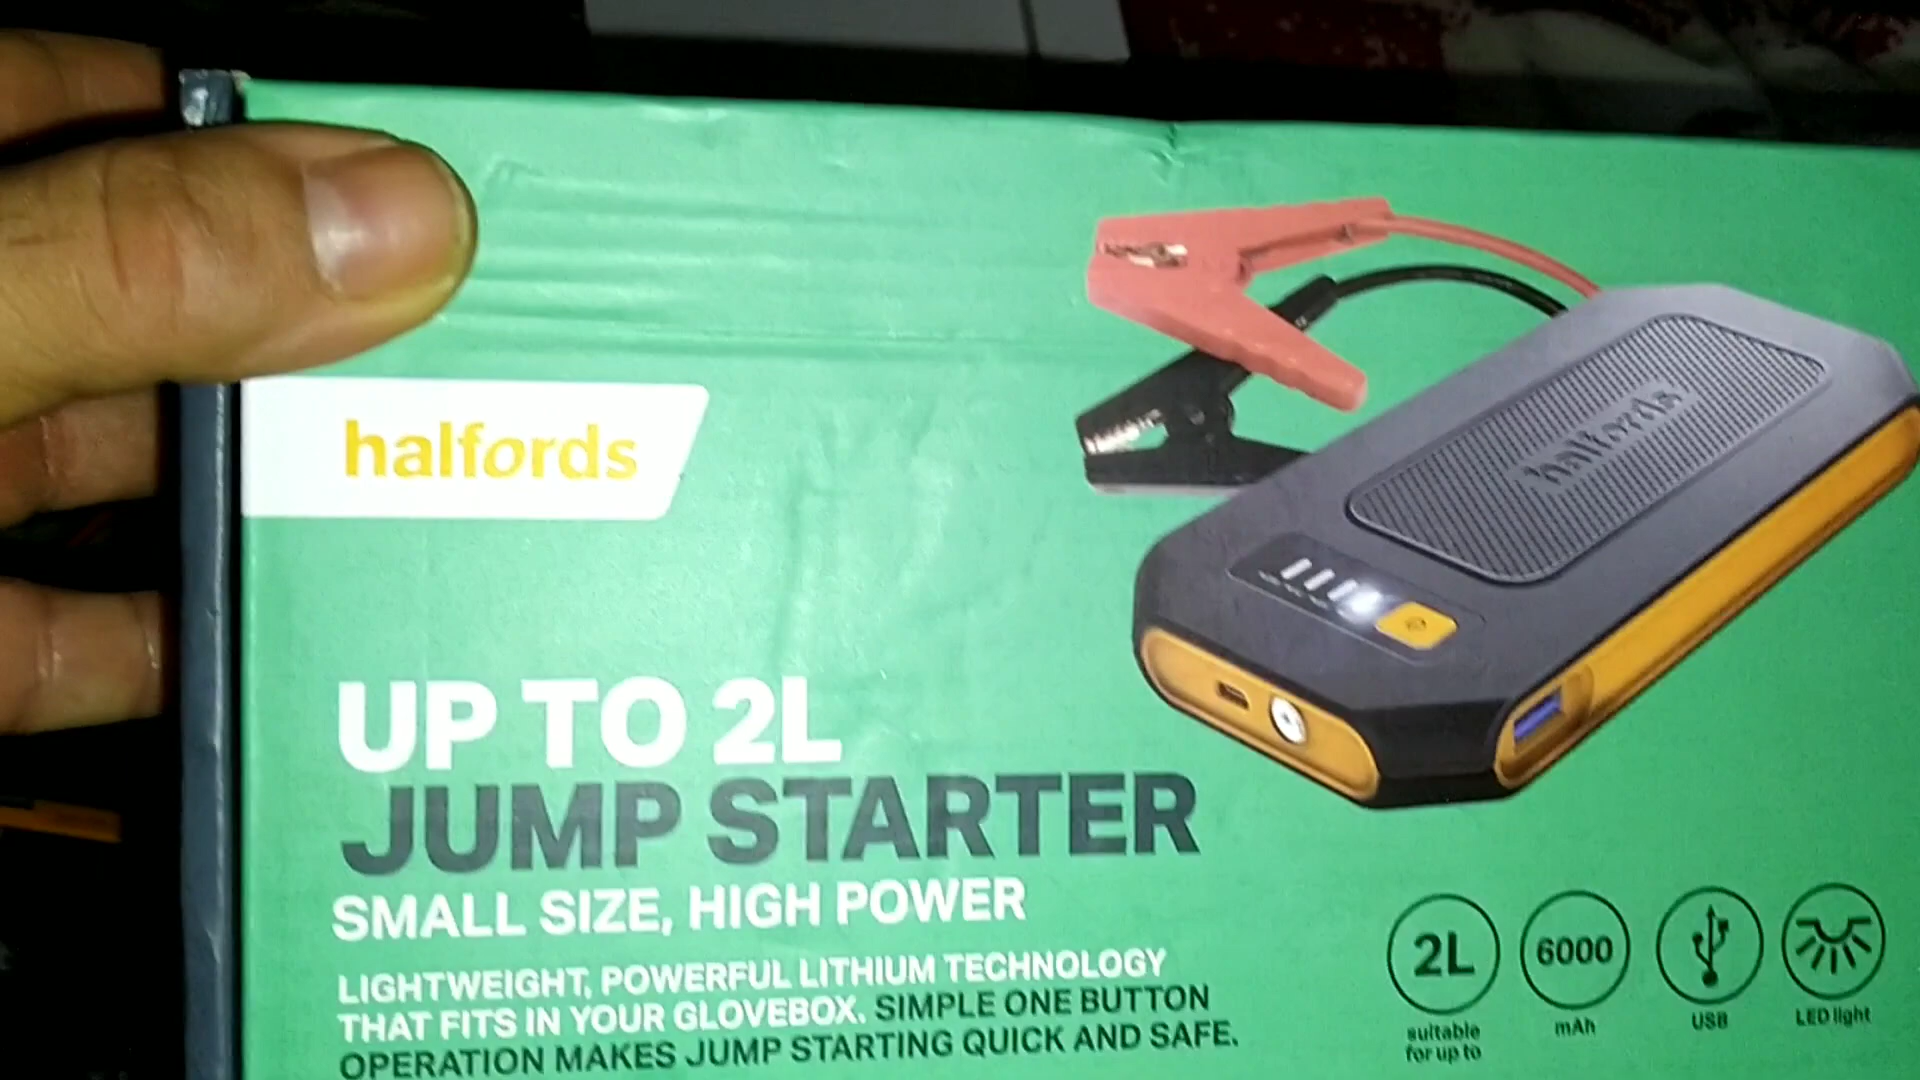 halfords
halfords
UP TO 2L
JUMP STARTER
SMALL SIZE, HIGH POWER
LIGHTWEIGHT, POWERFUL LITHIUM TECHNOLOGY
THAT FITS IN YOUR GLOVEBOX. SIMPLE ONE BUTTON
OPERATION MAKES JUMP STARTING QUICK AND SAFE.
2L
suitable
for up to
6000
mAh
USB
LED light